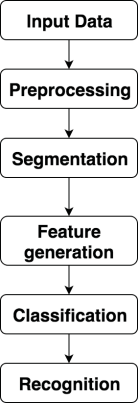 Input Data
Preprocessing
Segmentation
Feature
generation
Classification
Recognition